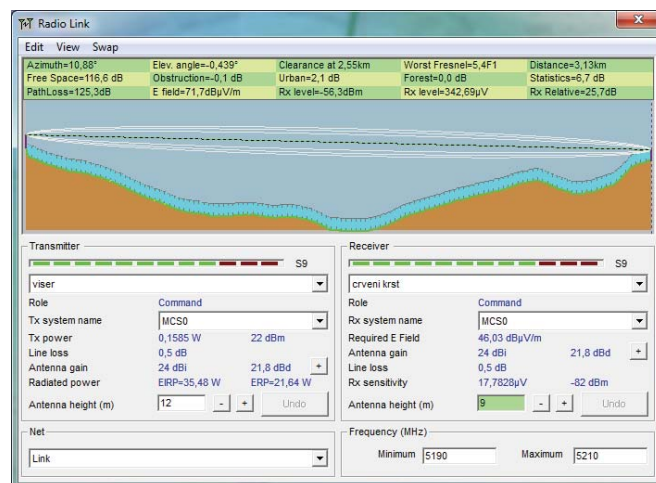 Radio Link
Edit View Swap
Azimuth=10,88° Elev. angle=-0,439° Clearance at 2,55km Worst Fresnel=5,4F1 Distance=3,13km
Free Space=116,6 dB Obstruction=-0,1 dB Urban=2,1 dB Forest=0,0 dB Statistics=6,7 dB
PathLoss=125,3dB E field=71,7dBµV/m Rx level=-56,3dBm Rx level=342,69µV Rx Relative=25,7dB
Transmitter
S9
viser
Role Command
Tx system name MCS0
Tx power 0,1585 W 22 dBm
Line loss 0,5 dB
Antenna gain 24 dBi 21,8 dBd +
Radiated power EIRP=35,48 W ERP=21,64 W
Antenna height (m) 12 - + Undo
Net
Link
Receiver
S9
crveni krst
Role Command
Rx system name MCS0
Required E Field 46,03 dBµV/m
Antenna gain 24 dBi 21,8 dBd +
Line loss 0,5 dB
Rx sensitivity 17,7828µV -82 dBm
Antenna height (m) 9 - + Undo
Frequency (MHz)
Minimum 5190 Maximum 5210